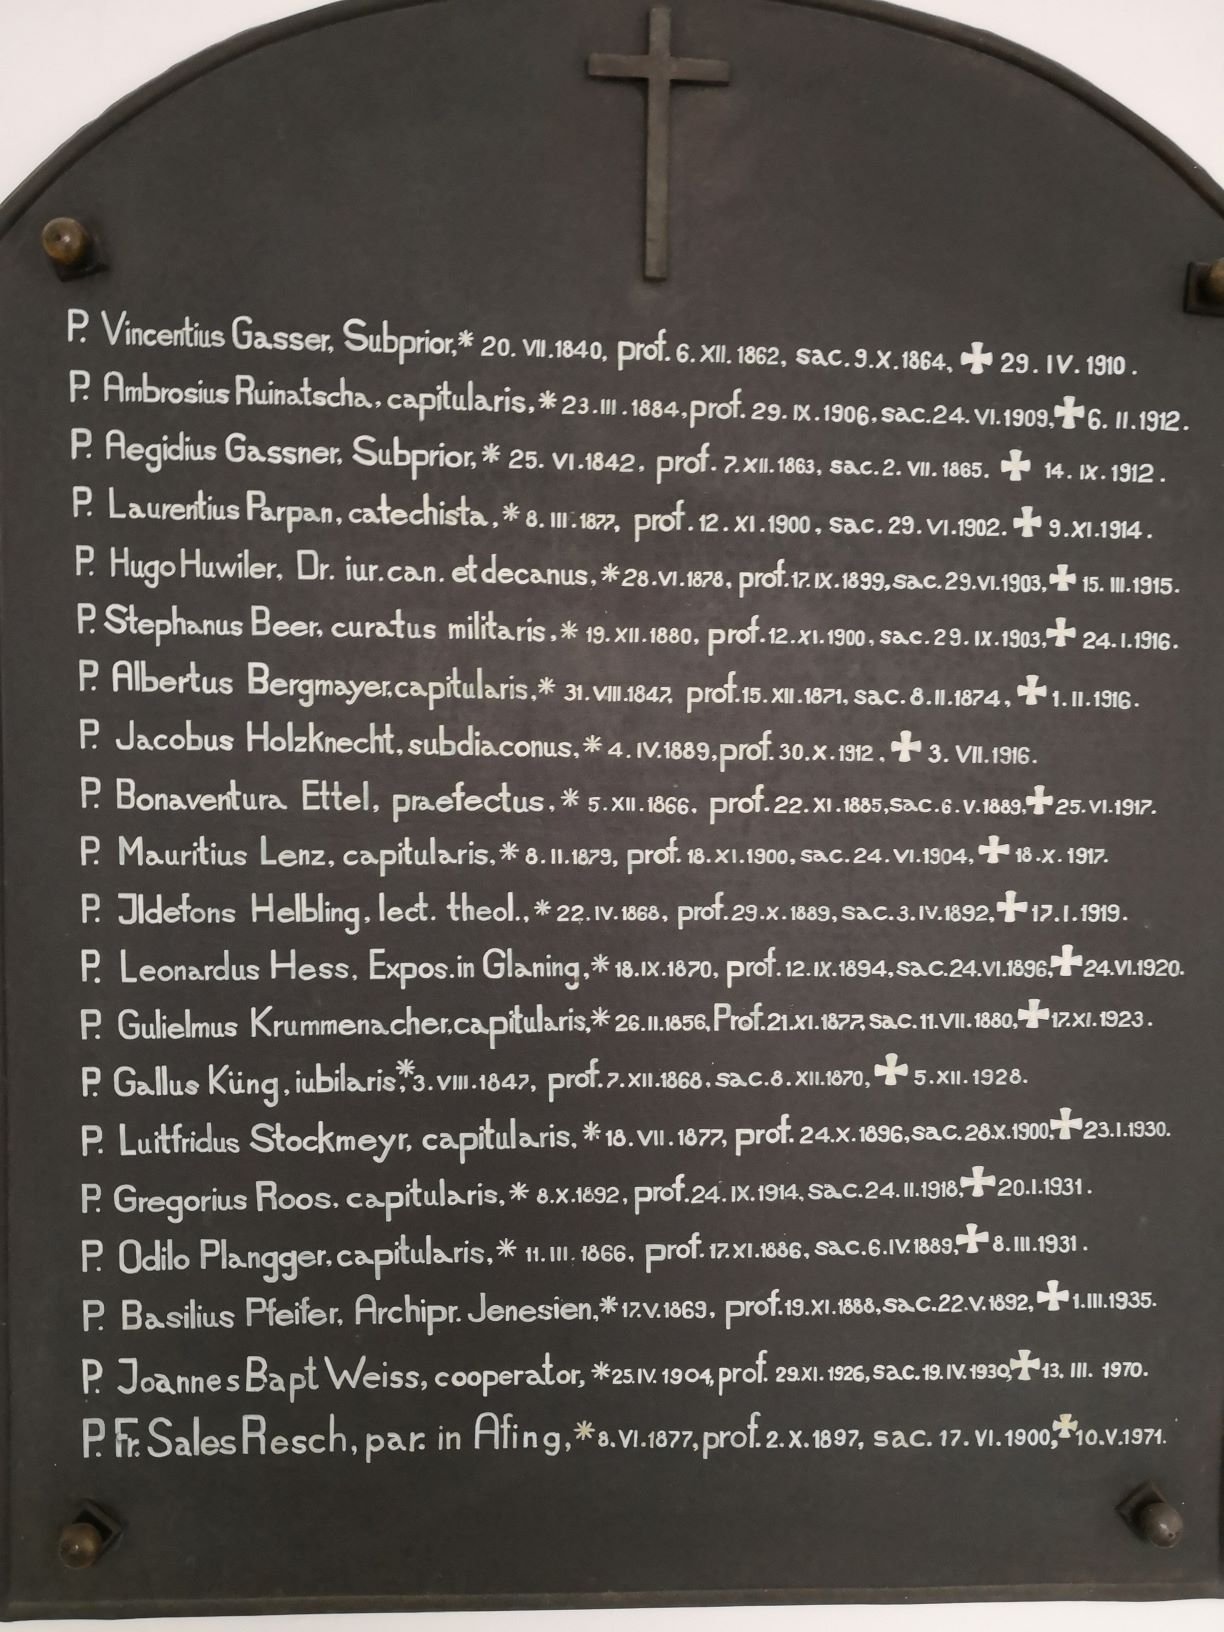 P. Vincentius Gasser, Subprior,* 20. VII. 1840, prof. 6. XII. 1862, sac. 9. X. 1864, ✠ 29. IV. 1910.
P. Ambrosius Ruinatscha, capitularis, * 23. III. 1884, prof. 29. IX. 1906, sac. 24. VI. 1909, ✠ 6. II. 1912.
P. Aegidius Gassner, Subprior, * 25. VI. 1842, prof. 7. XII. 1863, sac. 2. VII. 1865. ✠ 14. IX. 1912.
P. Laurentius Parpan, catechista, * 8. III. 1877, prof. 12. XI. 1900, sac. 29. VI. 1902. ✠ 9. XI. 1914.
P. Hugo Huwiler, Dr. iur. can. et decanus, * 28. VI. 1878, prof. 17. IX. 1899, sac. 29. VI. 1903, ✠ 15. III. 1915.
P. Stephanus Beer, curatus militaris, * 19. XII. 1880, prof. 12. XI. 1900, sac. 29. IX. 1903, ✠ 24. I. 1916.
P. Albertus Bergmayer, capitularis, * 31. VIII. 1847, prof. 15. XII. 1871, sac. 8. II. 1874, ✠ 1. II. 1916.
P. Jacobus Holzknecht, subdiaconus, * 4. IV. 1889, prof. 30. X. 1912, ✠ 3. VII. 1916.
P. Bonaventura Ettel, praefectus, * 5. XII. 1866, prof. 22. XI. 1885, sac. 6. V. 1889, ✠ 25. VI. 1917.
P. Mauritius Lenz, capitularis, * 8. II. 1879, prof. 18. XI. 1900, sac. 24. VI. 1904, ✠ 18. X. 1917.
P. Ildefons Helbling, lect. theol., * 22. IV. 1868, prof. 29. X. 1889, sac. 3. IV. 1892, ✠ 17. I. 1919.
P. Leonardus Hess, Expos. in Glaning, * 18. IX. 1870, prof. 12. IX. 1894, sac. 24. VI. 1896, ✠ 24. VI. 1920.
P. Gulielmus Krummenacher, capitularis, * 26. II. 1856, Prof. 21. XI. 1877, sac. 11. VII. 1880, ✠ 17. XI. 1923.
P. Gallus Küng, iubilaris, * 3. VIII. 1847, prof. 7. XII. 1868, sac. 8. XII. 1870, ✠ 5. XII. 1928.
P. Luitfridus Stockmeyr, capitularis, * 18. VII. 1877, prof. 24. X. 1896, sac. 28. X. 1900, ✠ 23. I. 1930.
P. Gregorius Roos, capitularis, * 8. X. 1892, prof. 24. IX. 1914, sac. 24. II. 1918, ✠ 20. I. 1931.
P. Odilo Plangger, capitularis, * 11. III. 1866, prof. 17. XI. 1886, sac. 6. IV. 1889, ✠ 8. III. 1931.
P. Basilius Pfeifer, Archipr. Jenesien, * 17. V. 1869, prof. 19. XI. 1888, sac. 22. V. 1892, ✠ 1. III. 1935.
P. Joannes Bapt Weiss, cooperator, * 25. IV. 1904, prof. 29. XI. 1926, sac. 19. IV. 1930, ✠ 13. III. 1970.
P. Fr. Sales Resch, par. in Afing, * 8. VI. 1877, prof. 2. X. 1897, sac. 17. VI. 1900, ✠ 10. V. 1971.